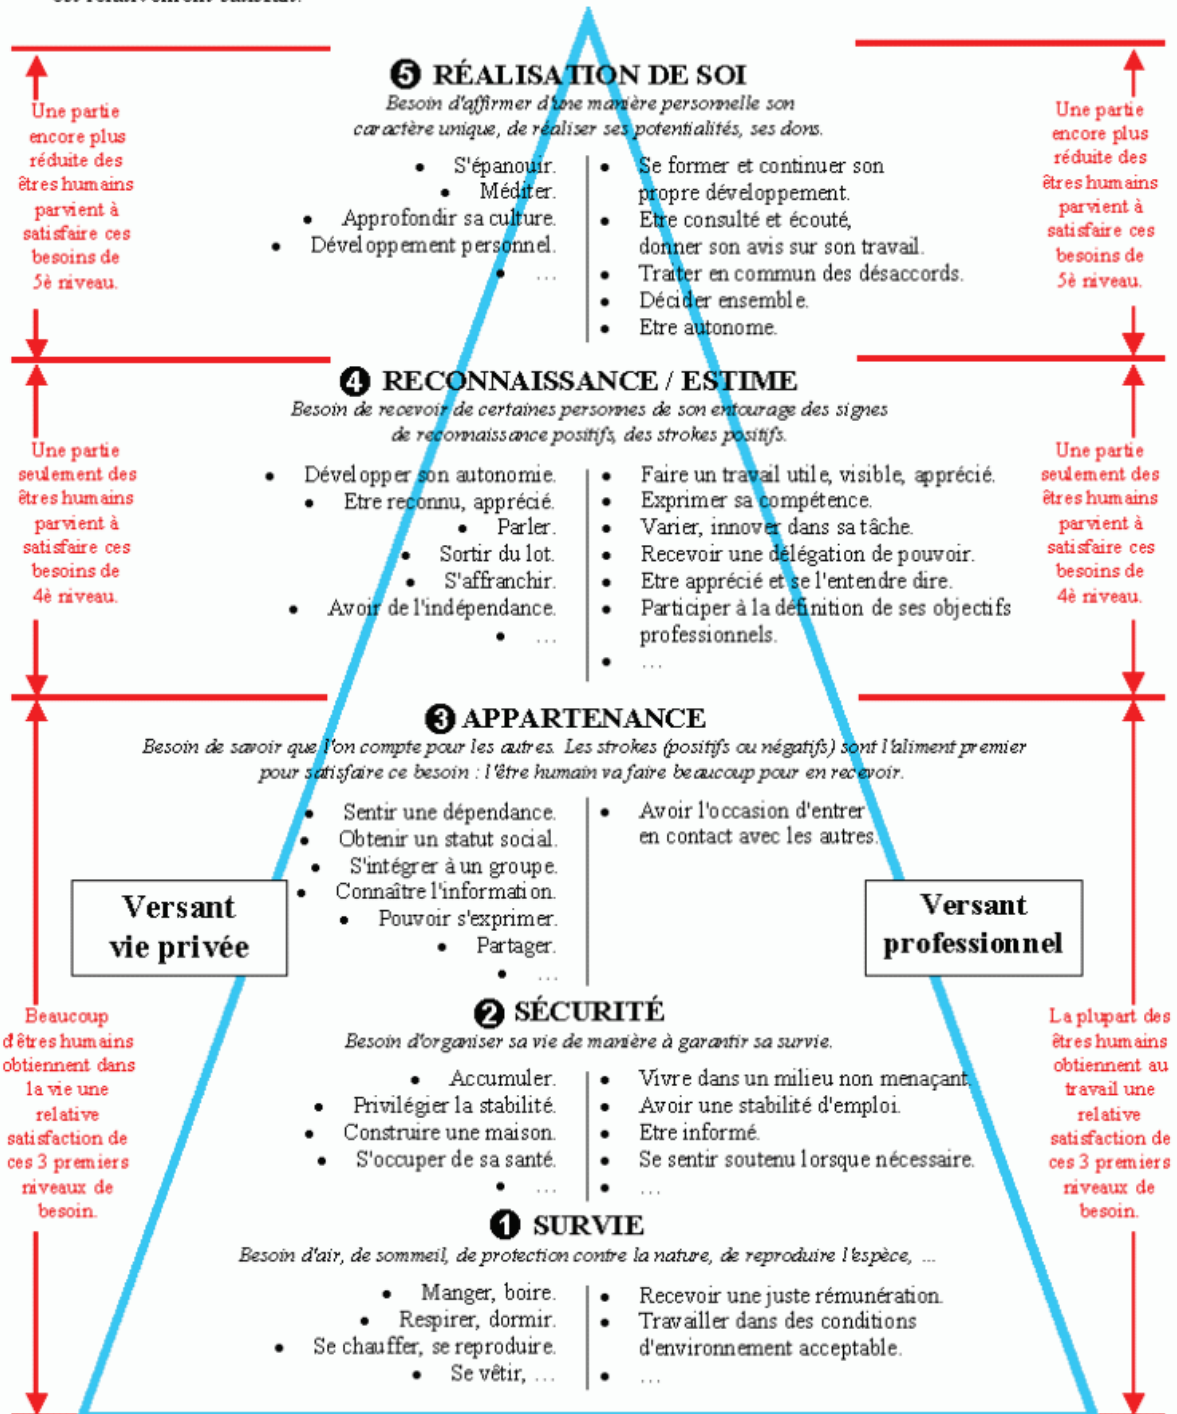 est relativement satisfait.
❺ RÉALISATION DE SOI
Besoin d'affirmer d'une manière personnelle son
caractère unique, de réaliser ses potentialités, ses dons.
• S'épanouir.
• Méditer.
• Approfondir sa culture.
• Développement personnel.
• …
• Se former et continuer son
propre développement.
• Etre consulté et écouté,
donner son avis sur son travail.
• Traiter en commun des désaccords.
• Décider ensemble.
• Etre autonome.
Une partie
encore plus
réduite des
êtres humains
parvient à
satisfaire ces
besoins de
5è niveau.
Une partie
encore plus
réduite des
êtres humains
parvient à
satisfaire ces
besoins de
5è niveau.
❹ RECONNAISSANCE / ESTIME
Besoin de recevoir de certaines personnes de son entourage des signes
de reconnaissance positifs, des strokes positifs.
• Développer son autonomie.
• Etre reconnu, apprécié.
• Parler.
• Sortir du lot.
• S'affranchir.
• Avoir de l'indépendance.
• …
• Faire un travail utile, visible, apprécié.
• Exprimer sa compétence.
• Varier, innover dans sa tâche.
• Recevoir une délégation de pouvoir.
• Etre apprécié et se l'entendre dire.
• Participer à la définition de ses objectifs
professionnels.
• …
Une partie
seulement des
êtres humains
parvient à
satisfaire ces
besoins de
4è niveau.
Une partie
seulement des
êtres humains
parvient à
satisfaire ces
besoins de
4è niveau.
❸ APPARTENANCE
Besoin de savoir que l'on compte pour les autres. Les strokes (positifs ou négatifs) sont l'aliment premier
pour satisfaire ce besoin : l'être humain va faire beaucoup pour en recevoir.
• Sentir une dépendance.
• Obtenir un statut social.
• S'intégrer à un groupe.
• Connaître l'information.
• Pouvoir s'exprimer.
• Partager.
• …
• Avoir l'occasion d'entrer
en contact avec les autres.
Versant
vie privée
Versant
professionnel
❷ SÉCURITÉ
Besoin d'organiser sa vie de manière à garantir sa survie.
• Accumuler.
• Privilégier la stabilité.
• Construire une maison.
• S'occuper de sa santé.
• …
• Vivre dans un milieu non menaçant.
• Avoir une stabilité d'emploi.
• Etre informé.
• Se sentir soutenu lorsque nécessaire.
• …
Beaucoup
d'êtres humains
obtiennent dans
la vie une
relative
satisfaction de
ces 3 premiers
niveaux de
besoin.
La plupart des
êtres humains
obtiennent au
travail une
relative
satisfaction de
ces 3 premiers
niveaux de
besoin.
❶ SURVIE
Besoin d'air, de sommeil, de protection contre la nature, de reproduire l'espèce, …
• Manger, boire.
• Respirer, dormir.
• Se chauffer, se reproduire.
• Se vêtir, …
• Recevoir une juste rémunération.
• Travailler dans des conditions
d'environnement acceptable.
• …